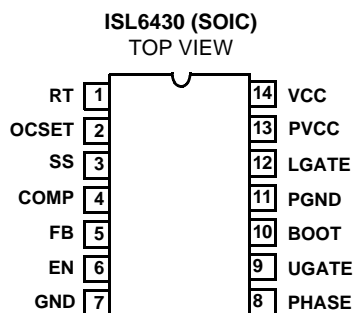 ISL6430 (SOIC)
TOP VIEW
RT 1 14 VCC
OCSET 2 13 PVCC
SS 3 12 LGATE
COMP 4 11 PGND
FB 5 10 BOOT
EN 6 9 UGATE
GND 7 8 PHASE